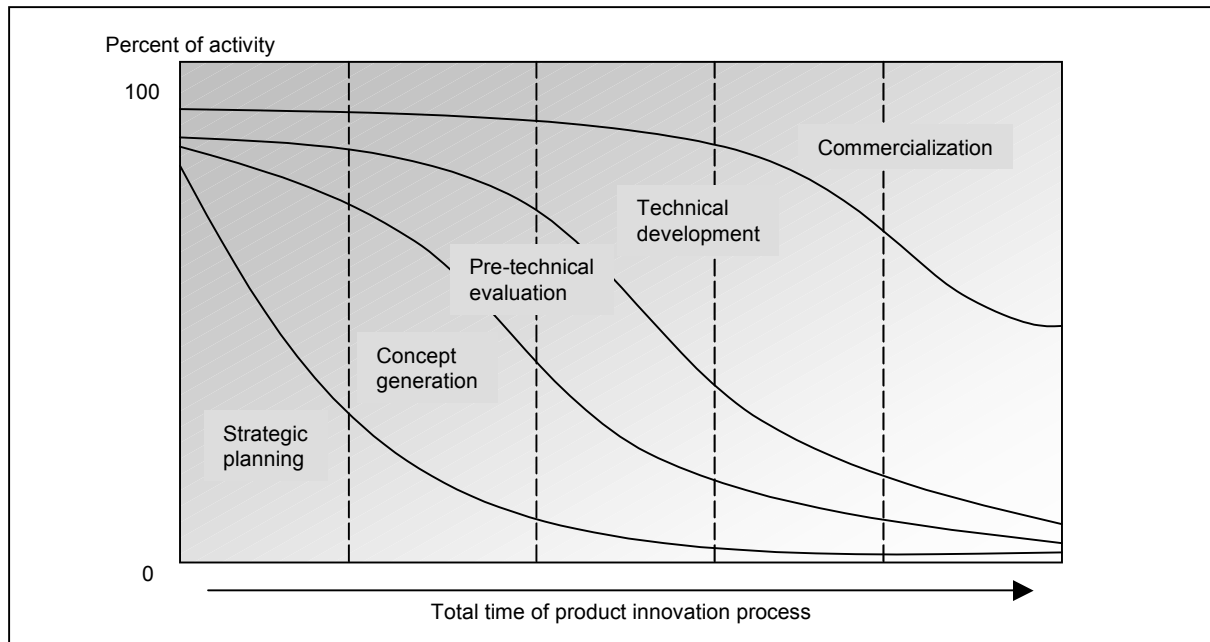 Percent of activity
100
Commercialization
Technical
development
Pre-technical
evaluation
Concept
generation
Strategic
planning
0
Total time of product innovation process